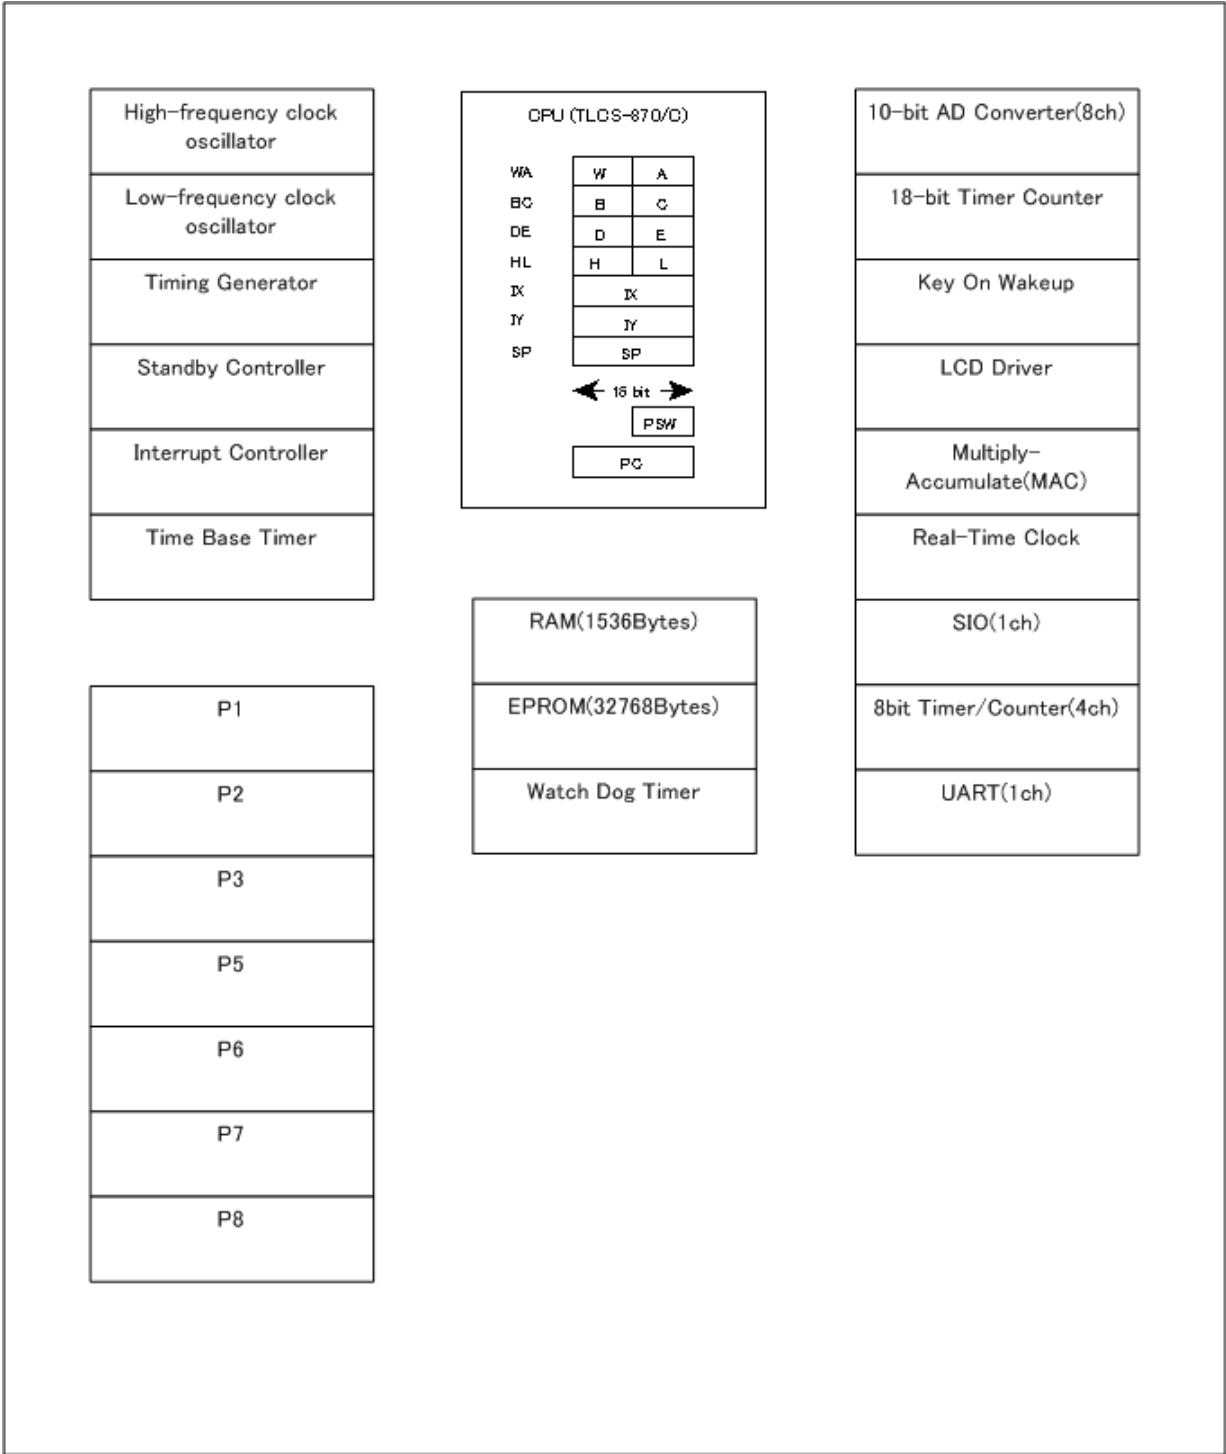 High-frequency clock
oscillator
Low-frequency clock
oscillator
Timing Generator
Standby Controller
Interrupt Controller
Time Base Timer
P1
P2
P3
P5
P6
P7
P8
CPU (TLCS-870/C)
WA W A
BC B C
DE D E
HL H L
IX IX
IY IY
SP SP
16 bit
PSW
PC
RAM(1536Bytes)
EPROM(32768Bytes)
Watch Dog Timer
10-bit AD Converter(8ch)
18-bit Timer Counter
Key On Wakeup
LCD Driver
Multiply-
Accumulate(MAC)
Real-Time Clock
SIO(1ch)
8bit Timer/Counter(4ch)
UART(1ch)